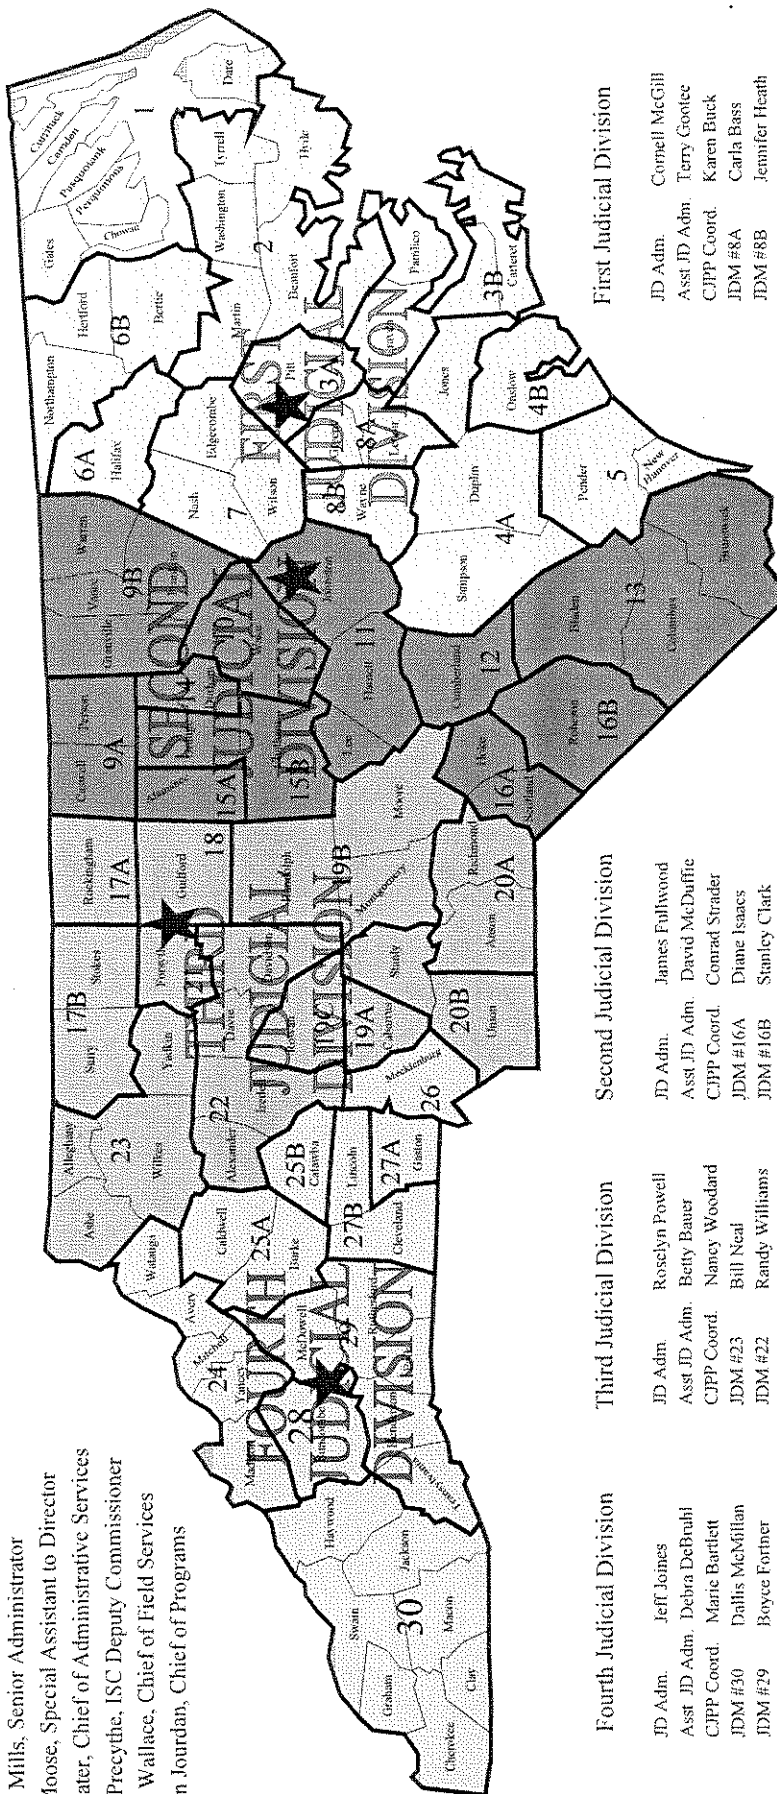 Mills, Senior Administrator
Moose, Special Assistant to Director
ater, Chief of Administrative Services
Precythe, ISC Deputy Commissioner
Wallace, Chief of Field Services
n Jourdan, Chief of Programs
FOURTH
JUDICIAL
DIVISION
THIRD
JUDICIAL
DIVISION
SECOND
JUDICIAL
DIVISION
FIRST
JUDICIAL
DIVISION
Cherokee
Graham
Clay
Swain
Macon
Jackson
Haywood
30
Transylvania
28
24
Mitchell
Yancey
Avery
Watauga
McDowell
29
Burke
25A
Caldwell
Ashe
Alleghany
23
Wilkes
Alexander
22
Iredell
25B
Catawba
27B
Lincoln
Cleveland
27A
Gaston
26
Mecklenburg
17B
Surry
Stokes
Yadkin
Davie
Davidson
21
Forsyth
19C
Rowan
19A
Cabarrus
Stanly
20B
Union
17A
Rockingham
18
Guilford
Randolph
19B
Montgomery
Moore
20A
Anson
Richmond
9A
Caswell
Person
15A
15B
Lee
Harnett
11
Johnston
9B
Granville
Vance
Warren
12
Cumberland
16A
Hoke
Scotland
16B
Robeson
13
Bladen
Columbus
Brunswick
6A
Halifax
Northampton
6B
Hertford
Bertie
Gates
Currituck
Camden
Pasquotank
Perquimans
Chowan
1
Dare
7
Nash
Edgecombe
Wilson
2
Martin
Washington
Tyrrell
Hyde
Beaufort
3A
Pitt
8A
8B
Wayne
3B
Pamlico
Carteret
4A
Sampson
Duplin
Jones
4B
Onslow
5
Pender
New Hanover
Fourth Judicial Division
JD Adm. Jeff Joines
Asst JD Adm. Debra DeBruhl
CJPP Coord. Marie Bartlett
JDM #30 Dallis McMillan
JDM #29 Boyce Fortner
Third Judicial Division
JD Adm. Roselyn Powell
Asst JD Adm. Betty Bauer
CJPP Coord. Nancy Woodard
JDM #23 Bill Neal
JDM #22 Randy Williams
Second Judicial Division
JD Adm. James Fullwood
Asst JD Adm. David McDuffie
CJPP Coord. Conrad Strader
JDM #16A Diane Isaacs
JDM #16B Stanley Clark
First Judicial Division
JD Adm. Cornell McGill
Asst JD Adm. Terry Gootee
CJPP Coord. Karen Buck
JDM #8A Carla Bass
JDM #8B Jennifer Heath